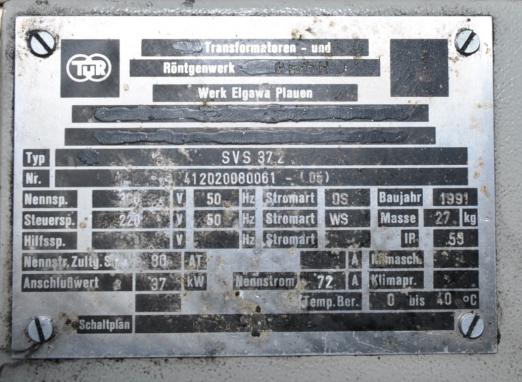 TuR
Transformatoren - und
Röntgenwerk
Werk Elgawa Plauen
Typ SVS 37.2
Nr. 412020080061 - (05)
Nennsp. V 50 Hz Stromart DS Baujahr 1991
Steuersp. 220 V 50 Hz Stromart WS Masse 27 kg
Hilfssp. V Hz Stromart IP 55
Nennstr. Zultg. S. 80 AT A Klimasch.
Anschlußwert 37 kW Nennstrom 72 A Klimapr.
Temp. Ber. 0 bis 40 °C
Schaltplan